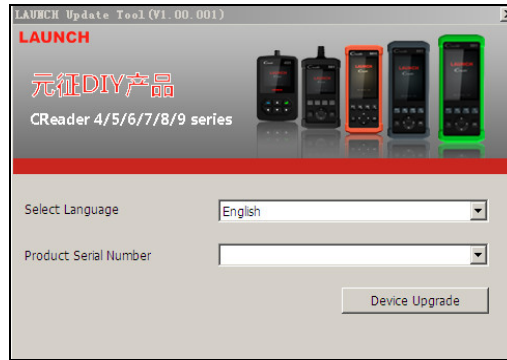 LAUNCH Update Tool(V1.00.001)
LAUNCH
元征DIY产品
CReader 4/5/6/7/8/9 series
Select Language
English
Product Serial Number
Device Upgrade